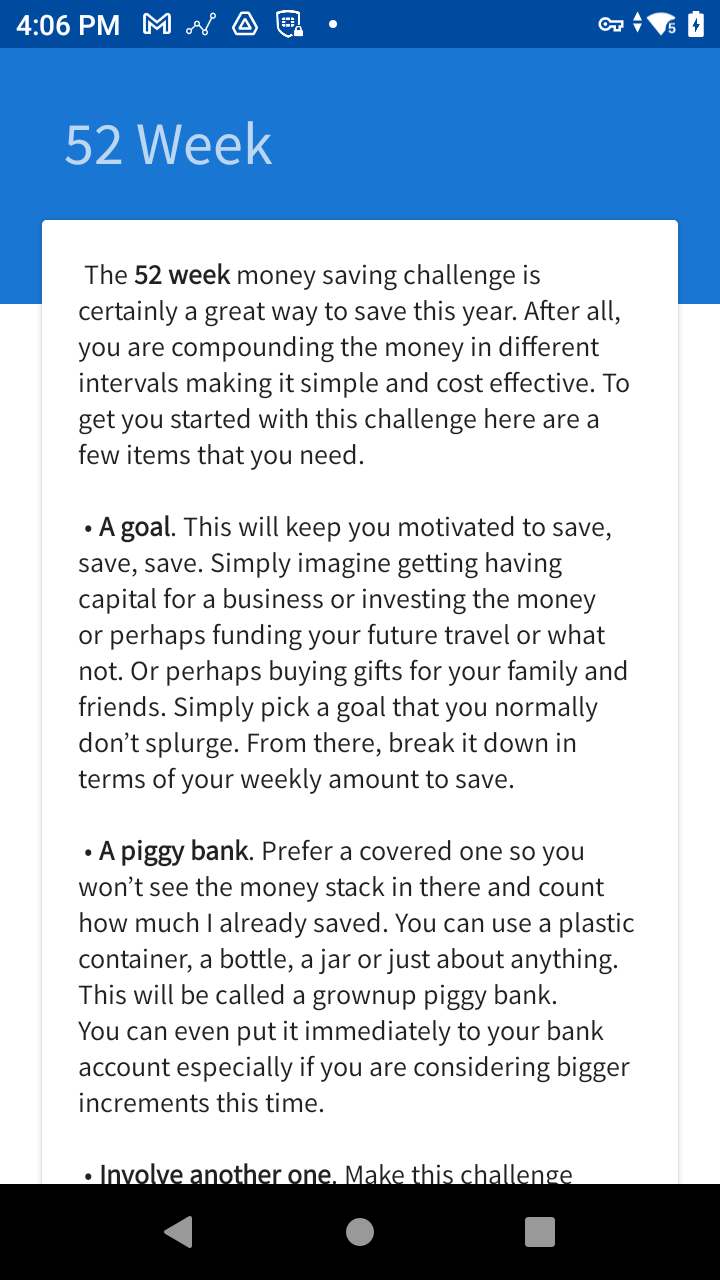 4:06 PM
5
52 Week
The 52 week money saving challenge is
certainly a great way to save this year. After all,
you are compounding the money in different
intervals making it simple and cost effective. To
get you started with this challenge here are a
few items that you need.
• A goal. This will keep you motivated to save,
save, save. Simply imagine getting having
capital for a business or investing the money
or perhaps funding your future travel or what
not. Or perhaps buying gifts for your family and
friends. Simply pick a goal that you normally
don’t splurge. From there, break it down in
terms of your weekly amount to save.
• A piggy bank. Prefer a covered one so you
won’t see the money stack in there and count
how much I already saved. You can use a plastic
container, a bottle, a jar or just about anything.
This will be called a grownup piggy bank.
You can even put it immediately to your bank
account especially if you are considering bigger
increments this time.
• Involve another one. Make this challenge